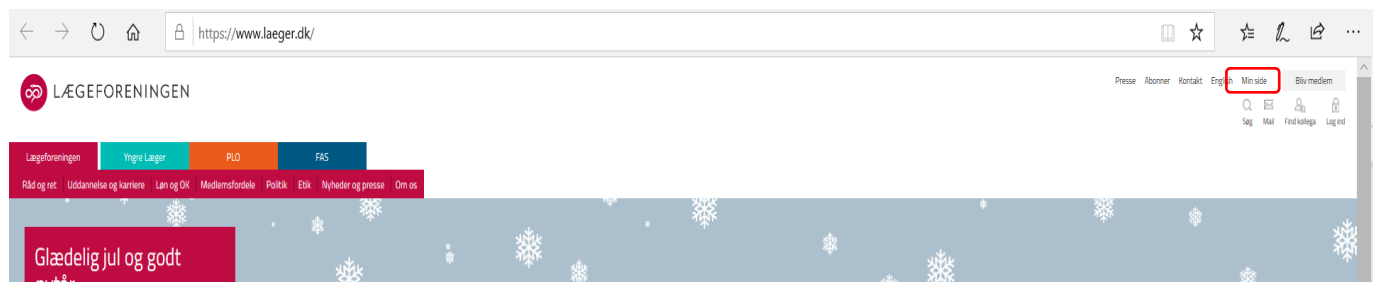 https://www.laeger.dk/
LÆGEFORENINGEN
Presse Abonner Kontakt English Min side Bliv medlem
Søg Mail Find kollega Log ind
Lægeforeningen Yngre Læger PLO FAS
Råd og ret Uddannelse og karriere Løn og OK Medlemsfordele Politik Etik Nyheder og presse Om os
Glædelig jul og godt
nytår